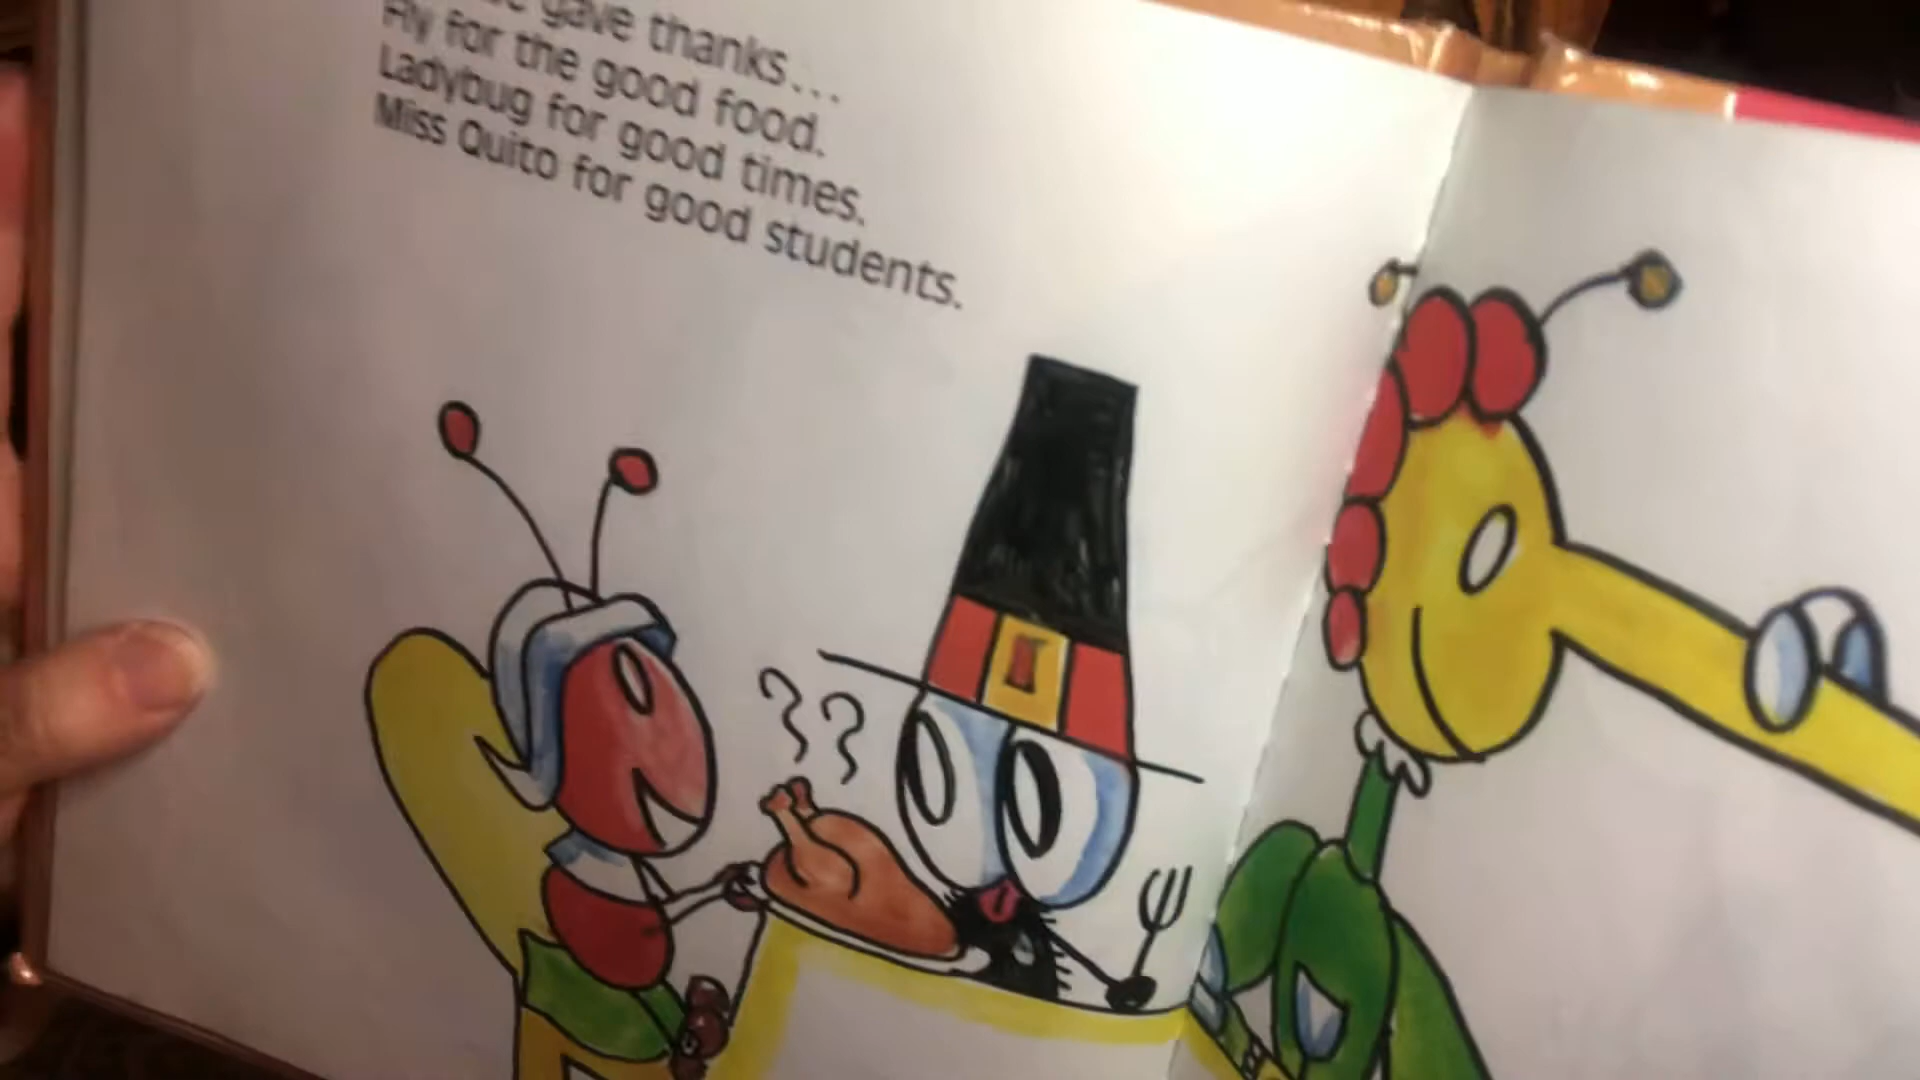 gave thanks...
Fly for the good food.
Ladybug for good times.
Miss Quito for good students.